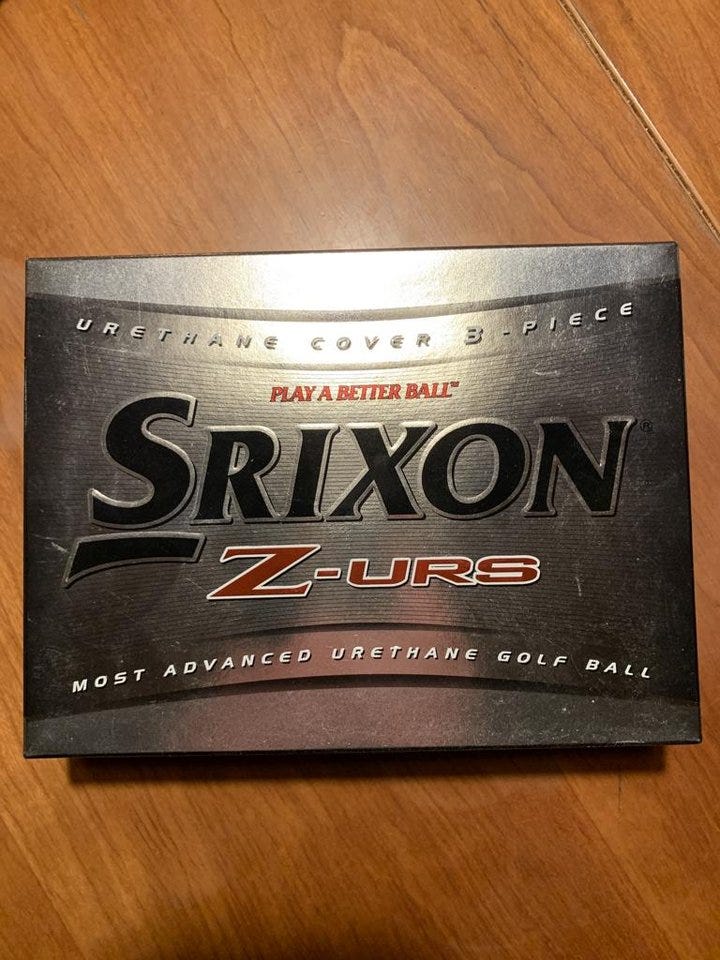 URETHANE COVER 3-PIECE
PLAY A BETTER BALL™
SRIXON®
Z-URS
MOST ADVANCED URETHANE GOLF BALL